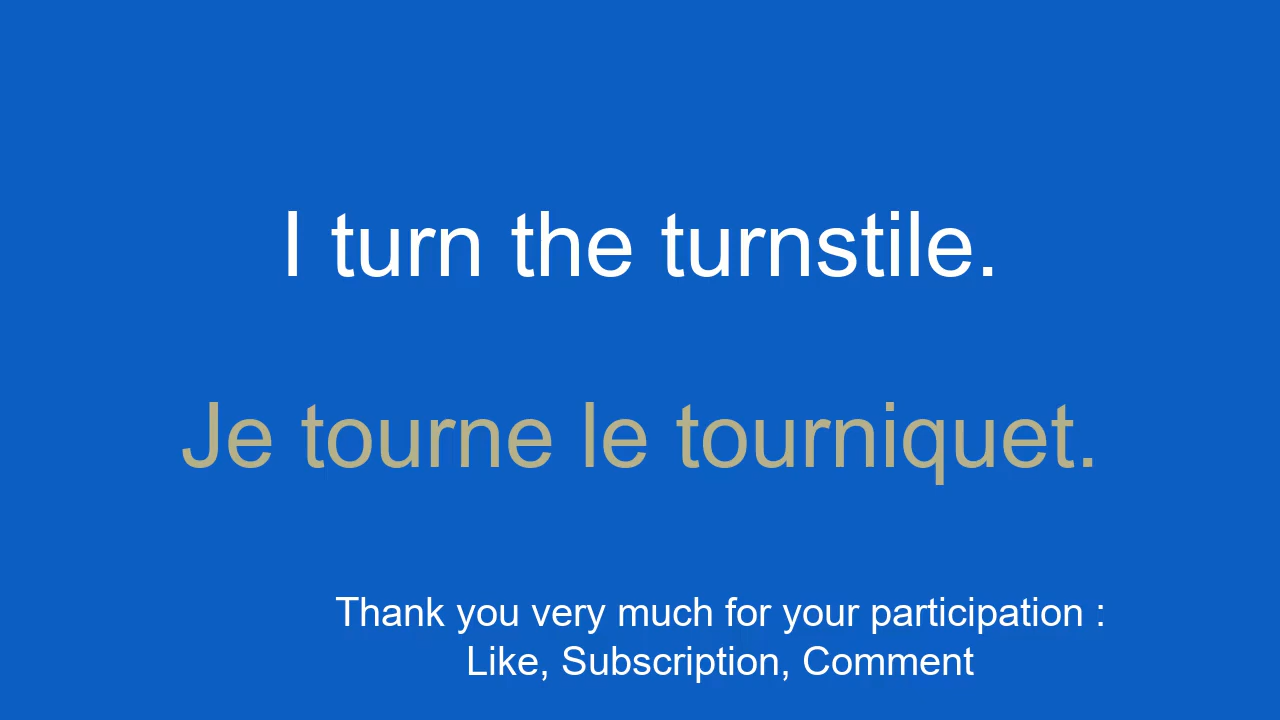 I turn the turnstile.
Je tourne le tourniquet.
Thank you very much for your participation :
Like, Subscription, Comment